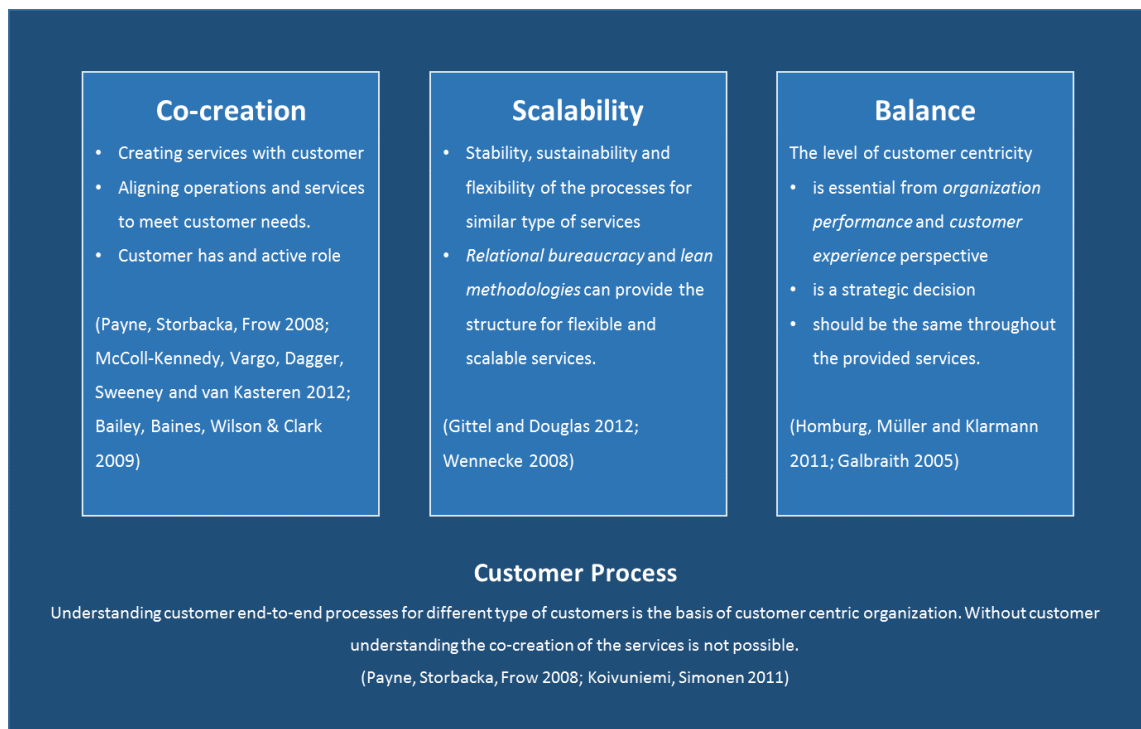 Co-creation
• Creating services with customer
• Aligning operations and services
to meet customer needs.
• Customer has and active role
(Payne, Storbacka, Frow 2008;
McColl-Kennedy, Vargo, Dagger,
Sweeney and van Kasteren 2012;
Bailey, Baines, Wilson & Clark
2009)
Scalability
• Stability, sustainability and
flexibility of the processes for
similar type of services
• Relational bureaucracy and lean
methodologies can provide the
structure for flexible and
scalable services.
(Gittel and Douglas 2012;
Wennecke 2008)
Balance
The level of customer centricity
• is essential from organization
performance and customer
experience perspective
• is a strategic decision
• should be the same throughout
the provided services.
(Homburg, Müller and Klarmann
2011; Galbraith 2005)
Customer Process
Understanding customer end-to-end processes for different type of customers is the basis of customer centric organization. Without customer
understanding the co-creation of the services is not possible.
(Payne, Storbacka, Frow 2008; Koivuniemi, Simonen 2011)